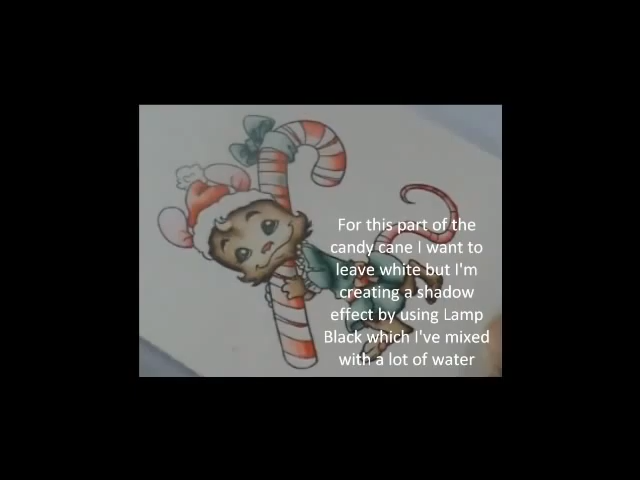 For this part of the
candy cane I want to
leave white but I'm
creating a shadow
effect by using Lamp
Black which I've mixed
with a lot of water